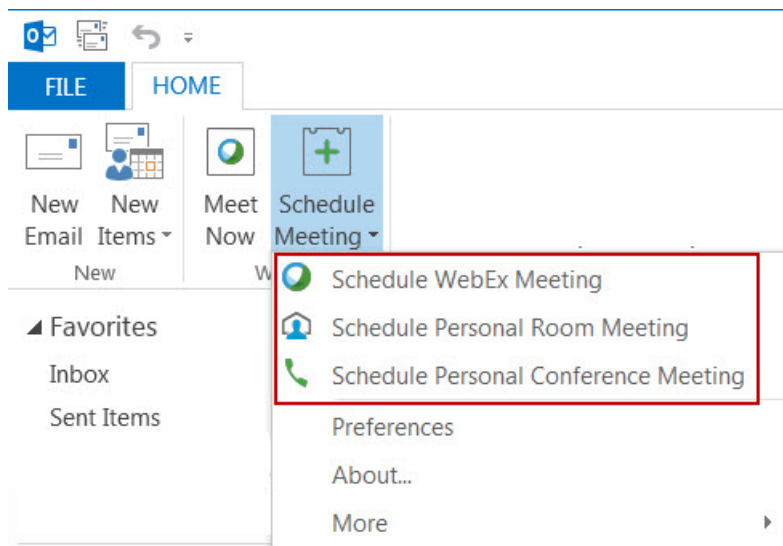 FILE HOME
New Email
New Items
Meet Now
Schedule Meeting
New
W
Schedule WebEx Meeting
Schedule Personal Room Meeting
Schedule Personal Conference Meeting
Preferences
About...
More
Favorites
Inbox
Sent Items